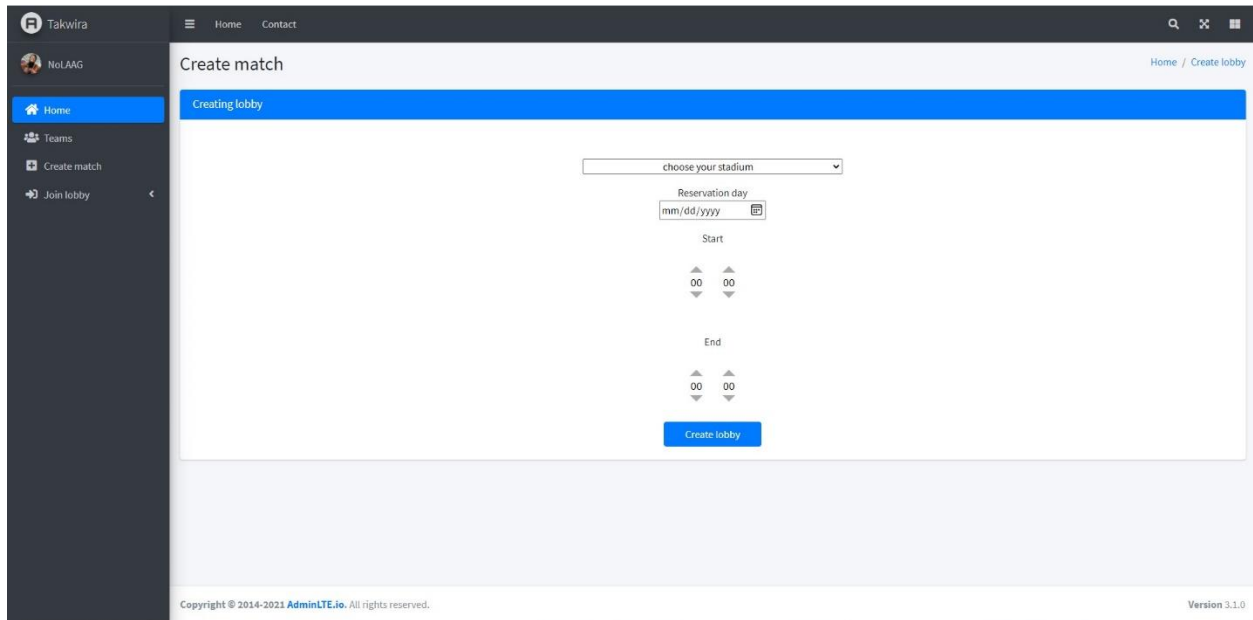 Takwira
Home Contact
NoLAAG
Home
Teams
Create match
Join lobby
Create match
Home / Create lobby
Creating lobby
choose your stadium
Reservation day
mm/dd/yyyy
Start
00 00
End
00 00
Create lobby
Copyright © 2014-2021 AdminLTE.io. All rights reserved.
Version 3.1.0